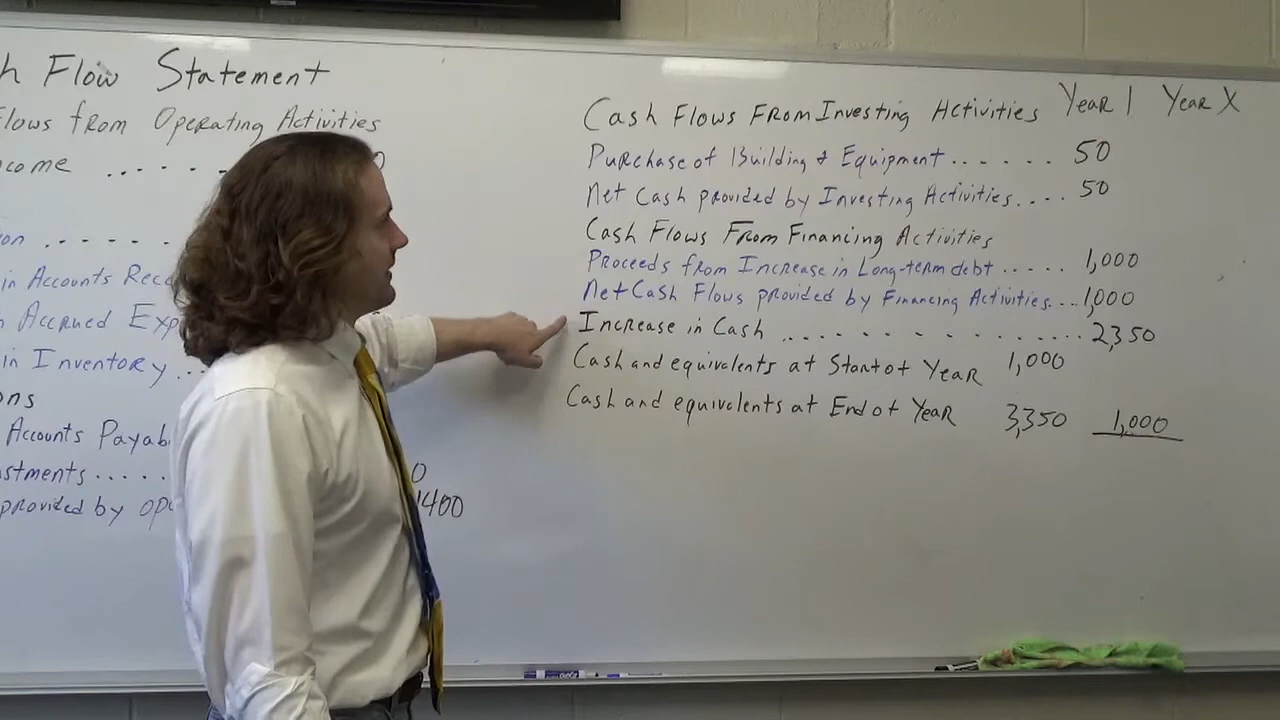 h Flow Statement
Flows from Operating Activities
ncome .....
on .....
in Accounts Rec
n Accrued Exp
in Inventory ...
ons
Accounts Payab
stments ..... 0
provided by op 1400
Cash Flows From Investing Activities Year 1 Year X
Purchase of Building & Equipment ...... 50
Net Cash provided by Investing Activities.... 50
Cash Flows From Financing Activities
Proceeds from Increase in Long-term debt ..... 1,000
Net Cash Flows provided by Financing Activities... 1,000
Increase in Cash .............. 2,350
Cash and equivalents at Start of Year 1,000
Cash and equivalents at End of Year 3,350 1,000